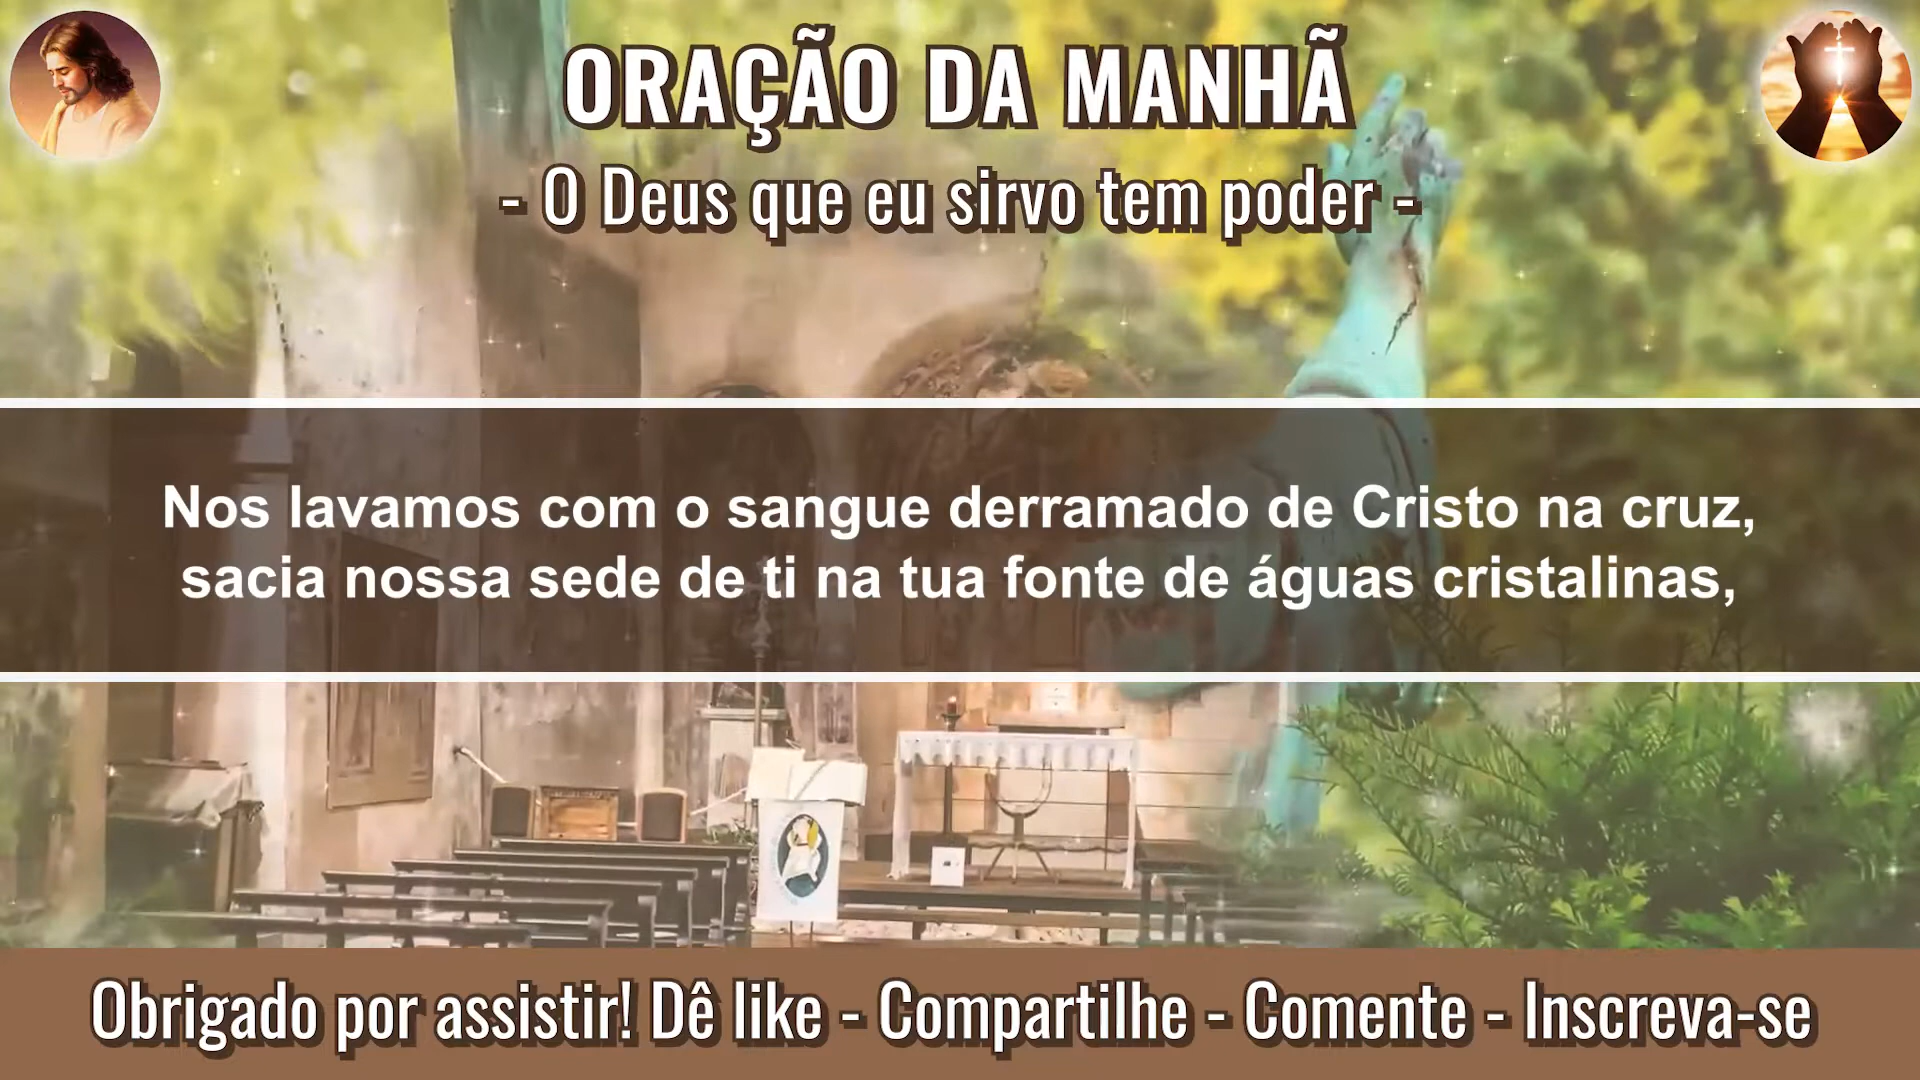 ORAÇÃO DA MANHÃ
- O Deus que eu sirvo tem poder -
Nos lavamos com o sangue derramado de Cristo na cruz,
sacia nossa sede de ti na tua fonte de águas cristalinas,
Obrigado por assistir! Dê like - Compartilhe - Comente - Inscreva-se